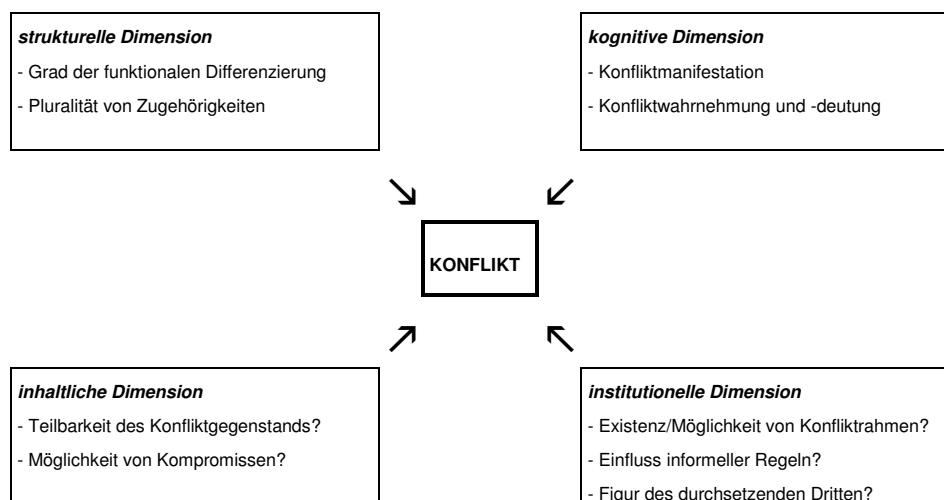 strukturelle Dimension
- Grad der funktionalen Differenzierung
- Pluralität von Zugehörigkeiten
kognitive Dimension
- Konfliktmanifestation
- Konfliktwahrnehmung und -deutung
KONFLIKT
inhaltliche Dimension
- Teilbarkeit des Konfliktgegenstands?
- Möglichkeit von Kompromissen?
institutionelle Dimension
- Existenz/Möglichkeit von Konfliktrahmen?
- Einfluss informeller Regeln?
- Figur des durchsetzenden Dritten?